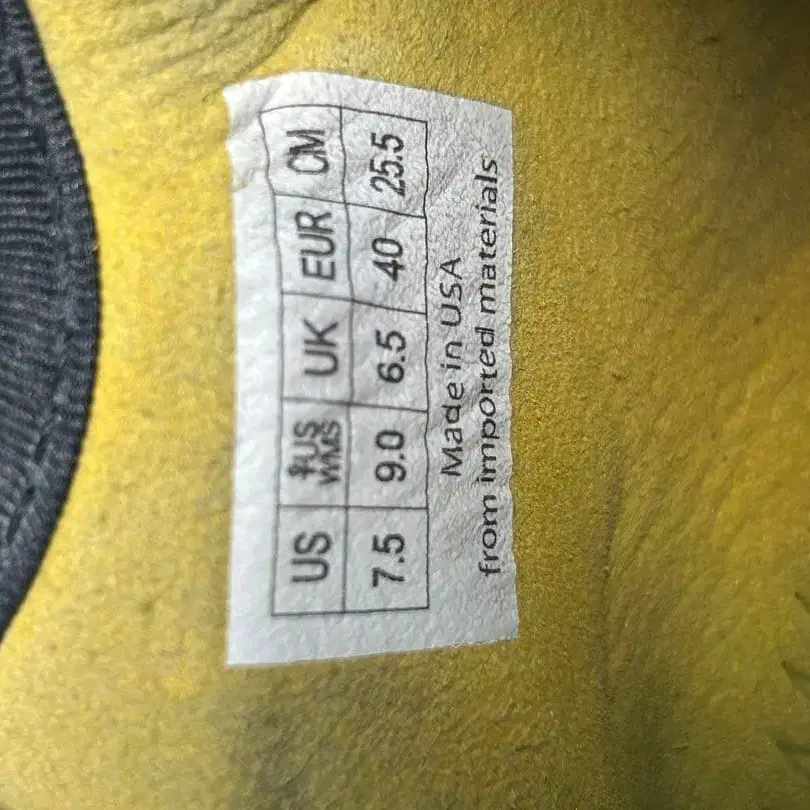 US US WMS UK EUR CM
7.5 9.0 6.5 40 25.5
Made in USA
from imported materials